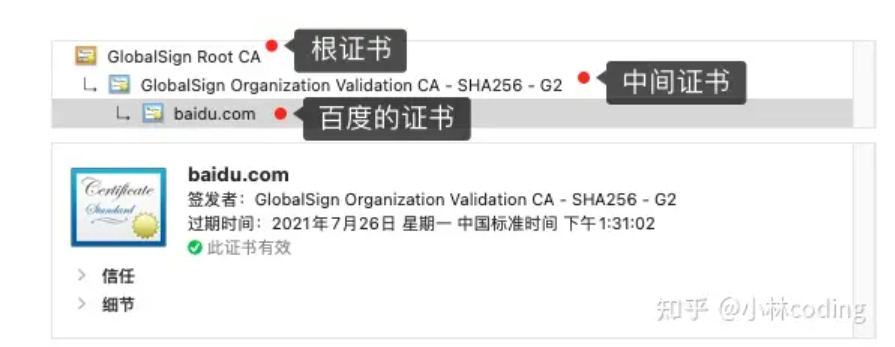 GlobalSign Root CA 根证书
GlobalSign Organization Validation CA - SHA256 - G2 中间证书
baidu.com 百度的证书
Certificate
Standard
baidu.com
签发者：GlobalSign Organization Validation CA - SHA256 - G2
过期时间：2021年7月26日 星期一 中国标准时间 下午1:31:02
此证书有效
信任
细节
知乎 @小林coding